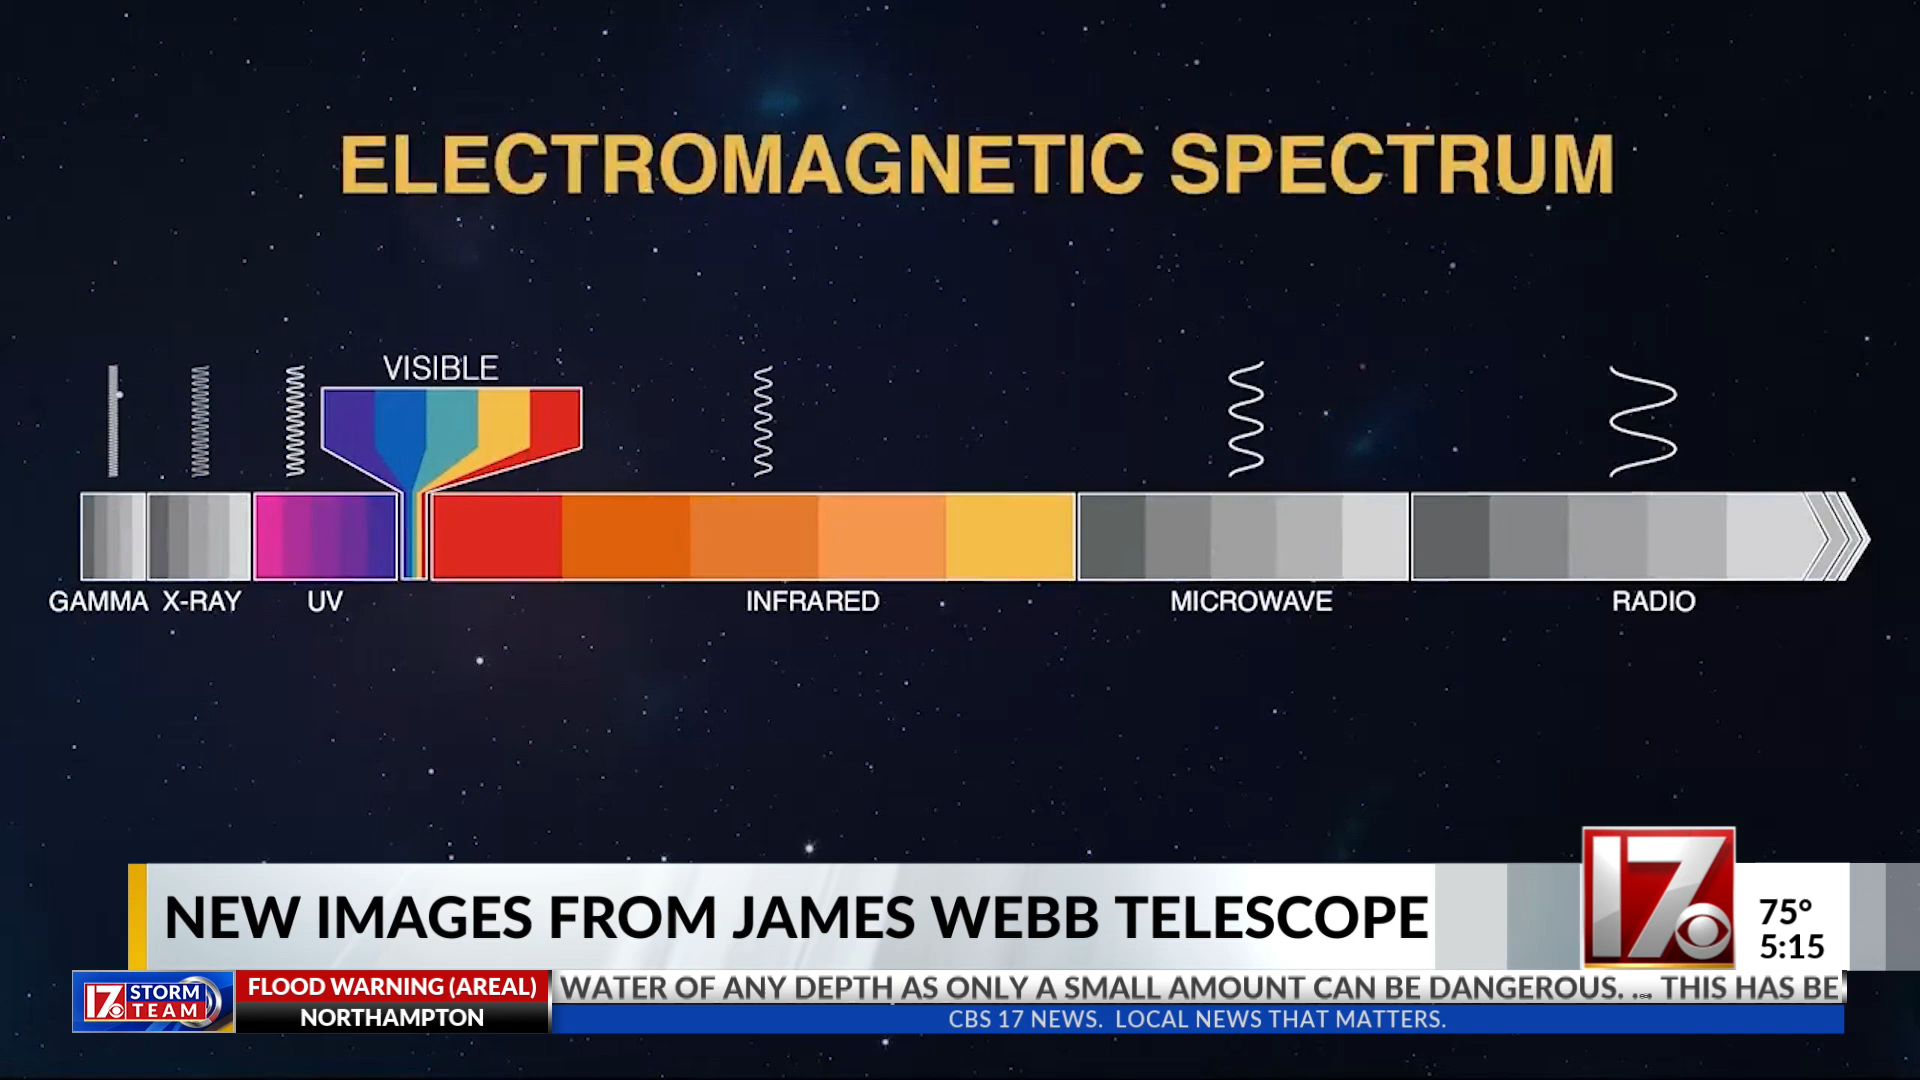 ELECTROMAGNETIC SPECTRUM
VISIBLE
GAMMA X-RAY UV INFRARED MICROWAVE RADIO
NEW IMAGES FROM JAMES WEBB TELESCOPE
17
75°
5:15
17 STORM TEAM
FLOOD WARNING (AREAL)
NORTHAMPTON
WATER OF ANY DEPTH AS ONLY A SMALL AMOUNT CAN BE DANGEROUS. ... THIS HAS BE
CBS 17 NEWS. LOCAL NEWS THAT MATTERS.